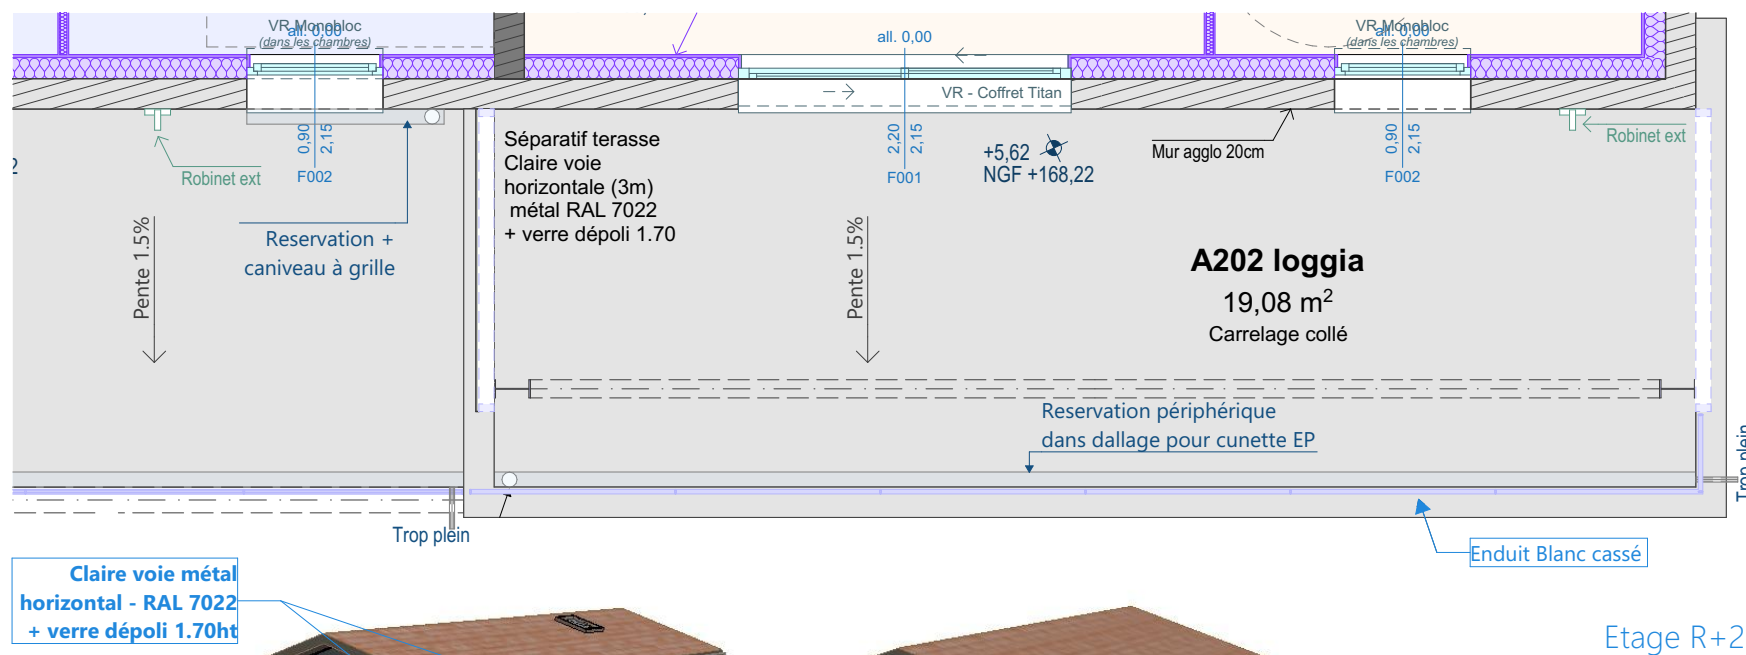 VR Monobloc
all. 0,00
(dans les chambres)
all. 0,00
VR Monobloc
all. 0,00
(dans les chambres)
VR - Coffret Titan
Robinet ext
0,90
2,15
F002
Séparatif terasse
Claire voie
horizontale (3m)
métal RAL 7022
+ verre dépoli 1.70
2,20
2,15
F001
+5,62
NGF +168,22
Mur agglo 20cm
0,90
2,15
F002
Robinet ext
2
Pente 1.5%
Reservation +
caniveau à grille
Pente 1.5%
A202 loggia
19,08 m²
Carrelage collé
Reservation périphérique
dans dallage pour cunette EP
Trop plein
Trop plein
Enduit Blanc cassé
Claire voie métal
horizontal - RAL 7022
+ verre dépoli 1.70ht
Etage R+2